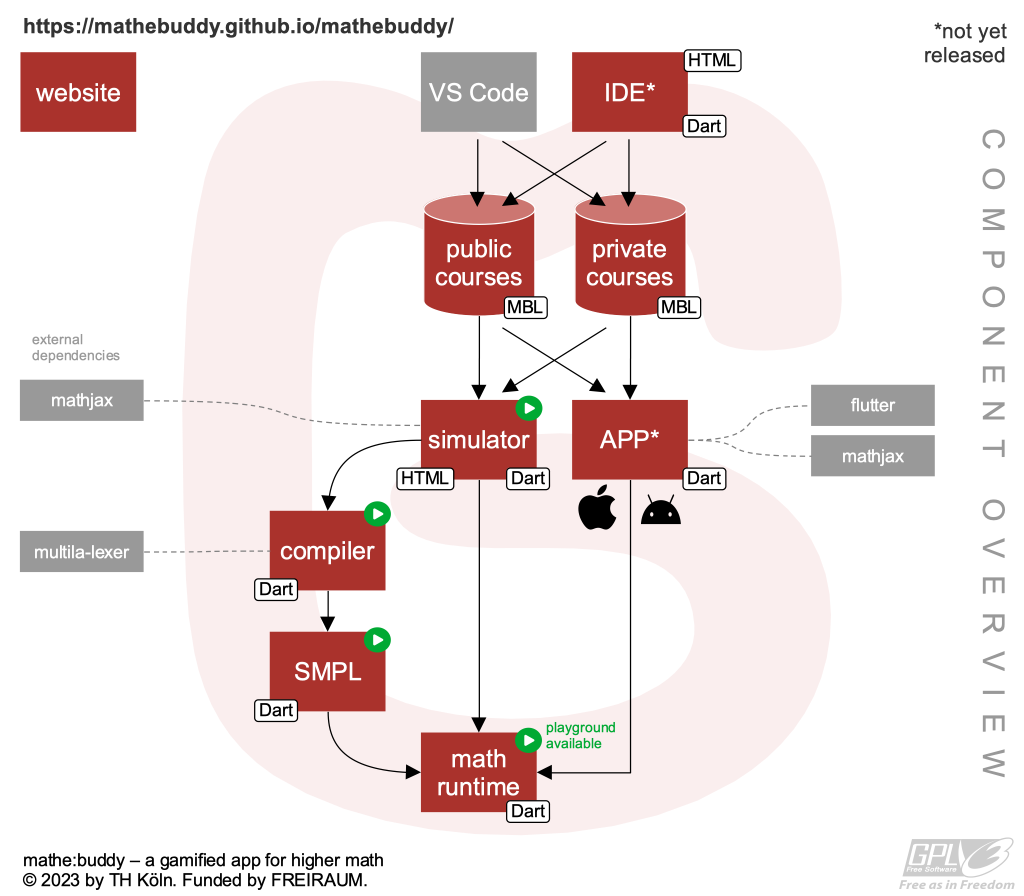 https://mathebuddy.github.io/mathebuddy/
*not yet
released
website
VS Code
IDE*
HTML
Dart
public
courses
MBL
private
courses
MBL
external
dependencies
mathjax
simulator
HTML
Dart
APP*
Dart
flutter
mathjax
multila-lexer
compiler
Dart
SMPL
Dart
math
runtime
Dart
playground
available
COMPONENT OVERVIEW
mathe:buddy – a gamified app for higher math
© 2023 by TH Köln. Funded by FREIRAUM.
GPLv3
Free Software
Free as in Freedom